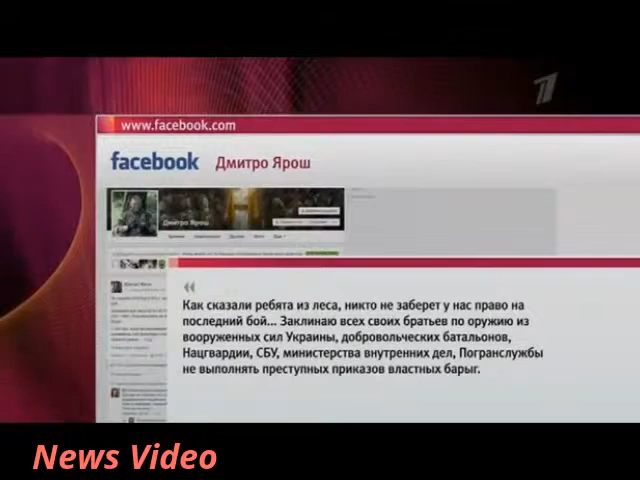 www.facebook.com
facebook Дмитро Ярош
Дмитро Ярош
Как сказали ребята из леса, никто не заберет у нас право на
последний бой... Заклинаю всех своих братьев по оружию из
вооруженных сил Украины, добровольческих батальонов,
Нацгвардии, СБУ, министерства внутренних дел, Погранслужбы
не выполнять преступных приказов властных барыг.
News Video